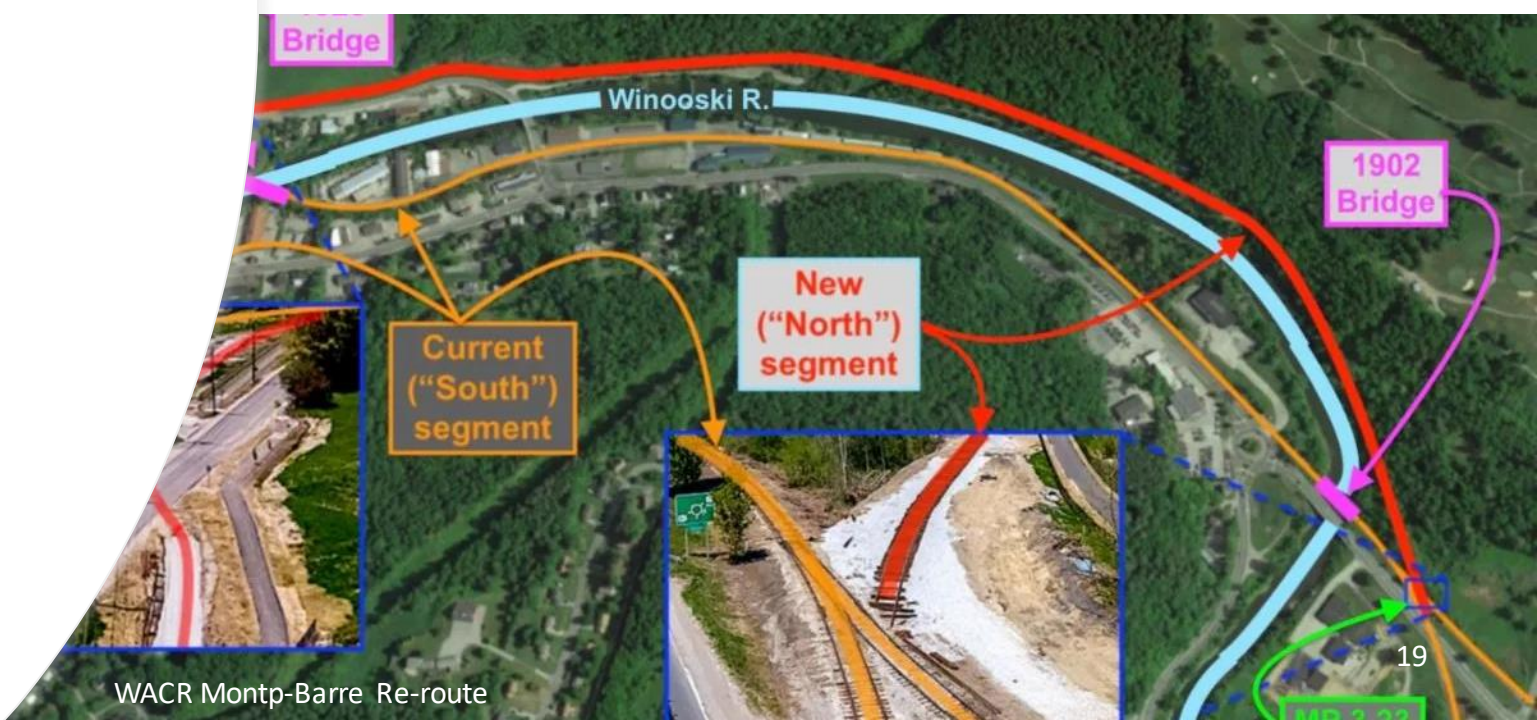 Bridge
Winooski R.
1902
Bridge
New
(“North”)
segment
Current
(“South”)
segment
19
WACR Montp-Barre Re-route